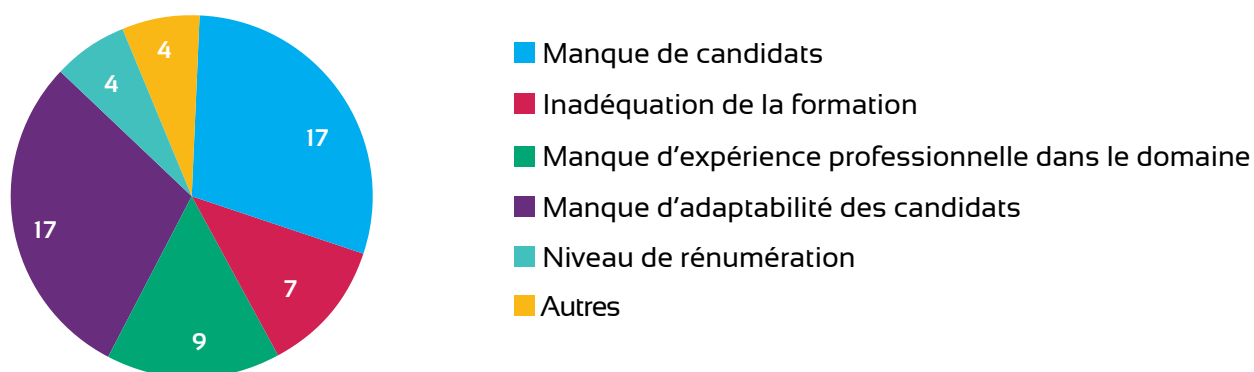 4
4
17
17
7
9
Manque de candidats
Inadéquation de la formation
Manque d'expérience professionnelle dans le domaine
Manque d'adaptabilité des candidats
Niveau de rénumération
Autres